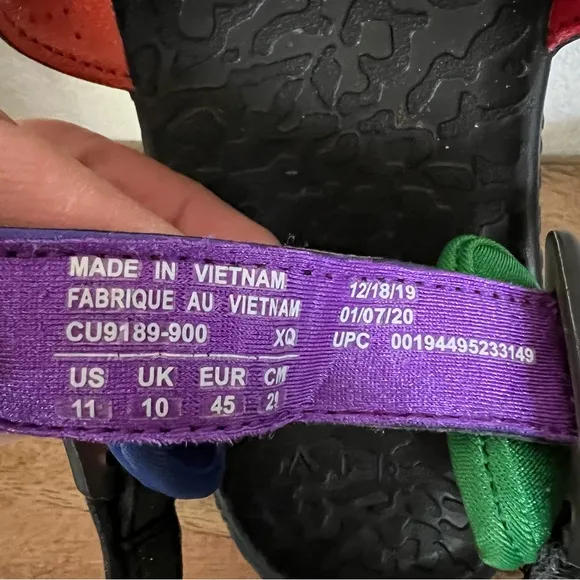 MADE IN VIETNAM
FABRIQUE AU VIETNAM
CU9189-900 XQ
US UK EUR CM
11 10 45 29
12/18/19
01/07/20
UPC 00194495233149